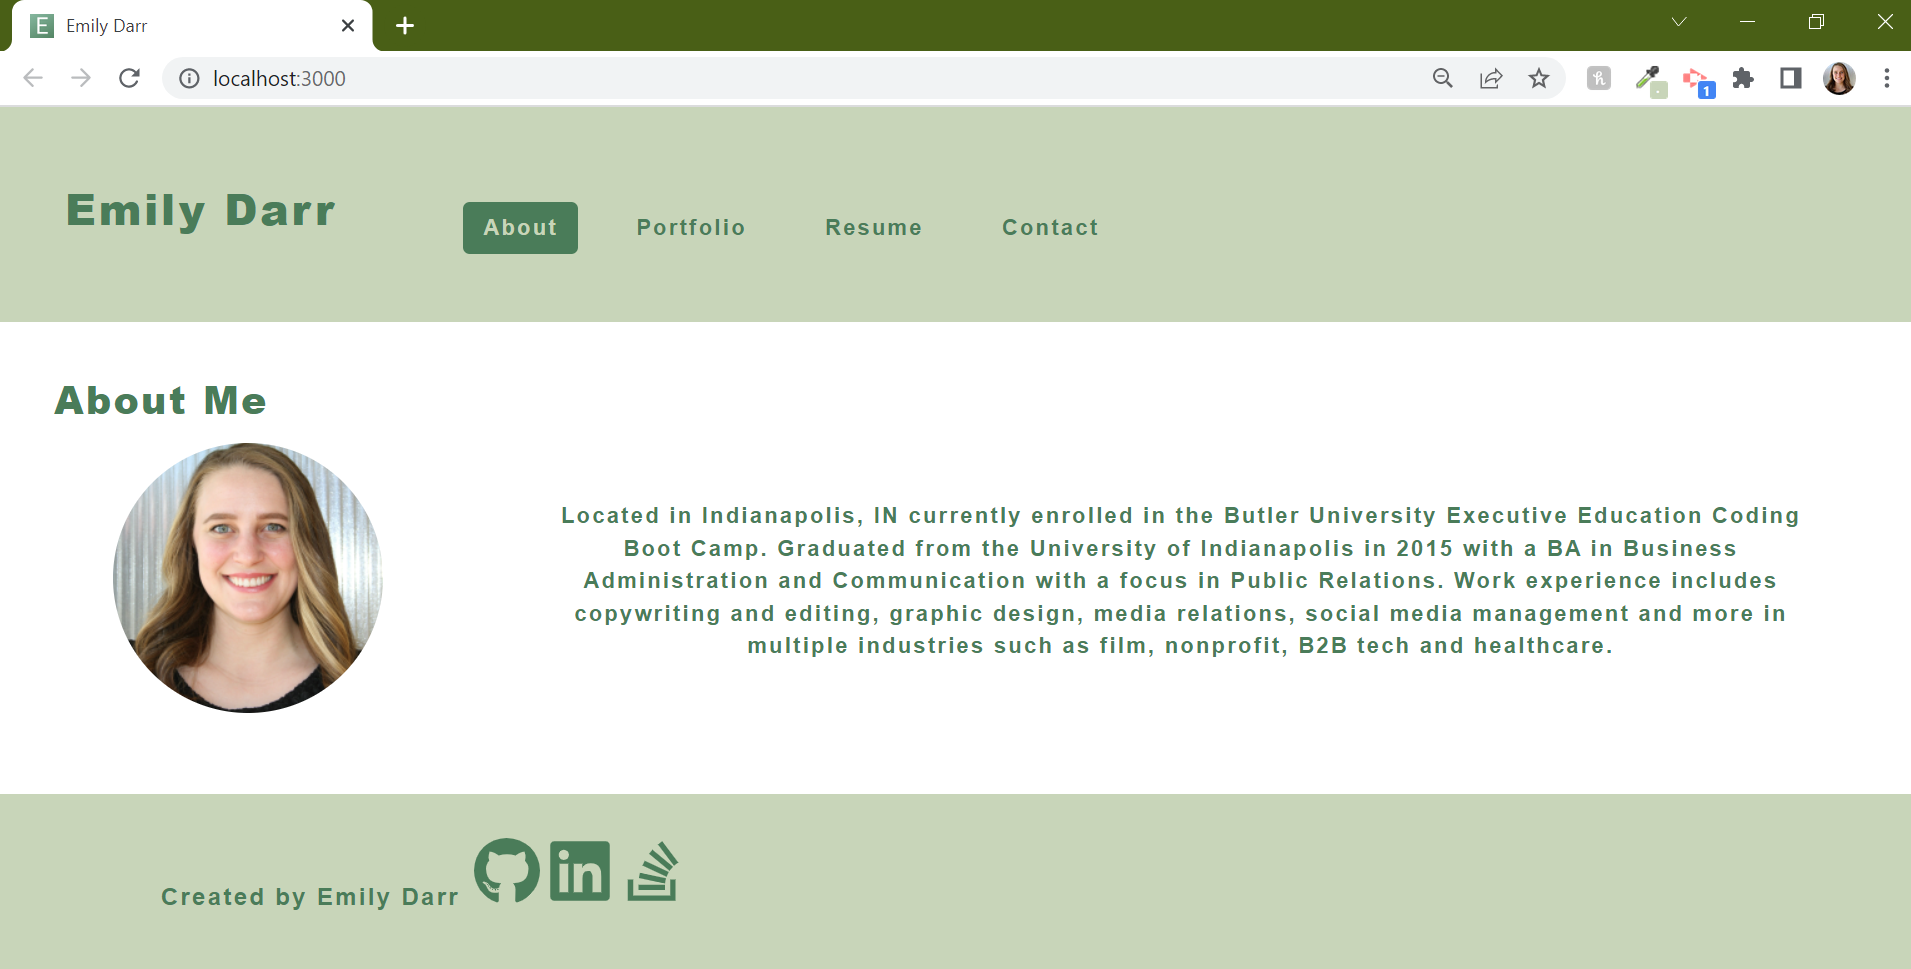 E Emily Darr
localhost:3000
1
Emily Darr
About Portfolio Resume Contact
About Me
Located in Indianapolis, IN currently enrolled in the Butler University Executive Education Coding
Boot Camp. Graduated from the University of Indianapolis in 2015 with a BA in Business
Administration and Communication with a focus in Public Relations. Work experience includes
copywriting and editing, graphic design, media relations, social media management and more in
multiple industries such as film, nonprofit, B2B tech and healthcare.
Created by Emily Darr in